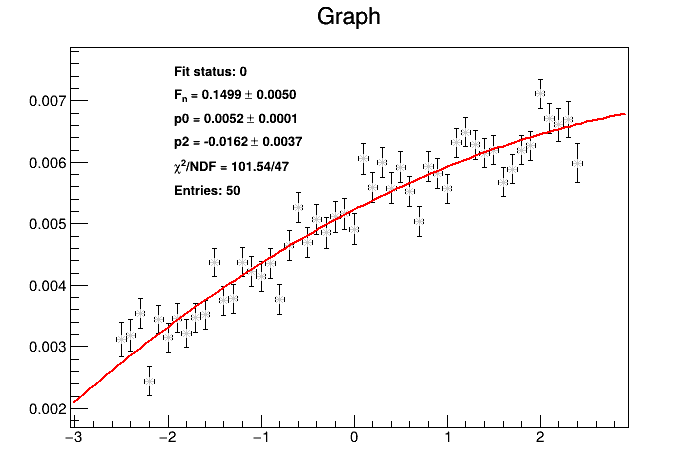 Graph
Fit status: 0
Fn = 0.1499 ± 0.0050
p0 = 0.0052 ± 0.0001
p2 = -0.0162 ± 0.0037
χ²/NDF = 101.54/47
Entries: 50
0.007
0.006
0.005
0.004
0.003
0.002
−3 −2 −1 0 1 2